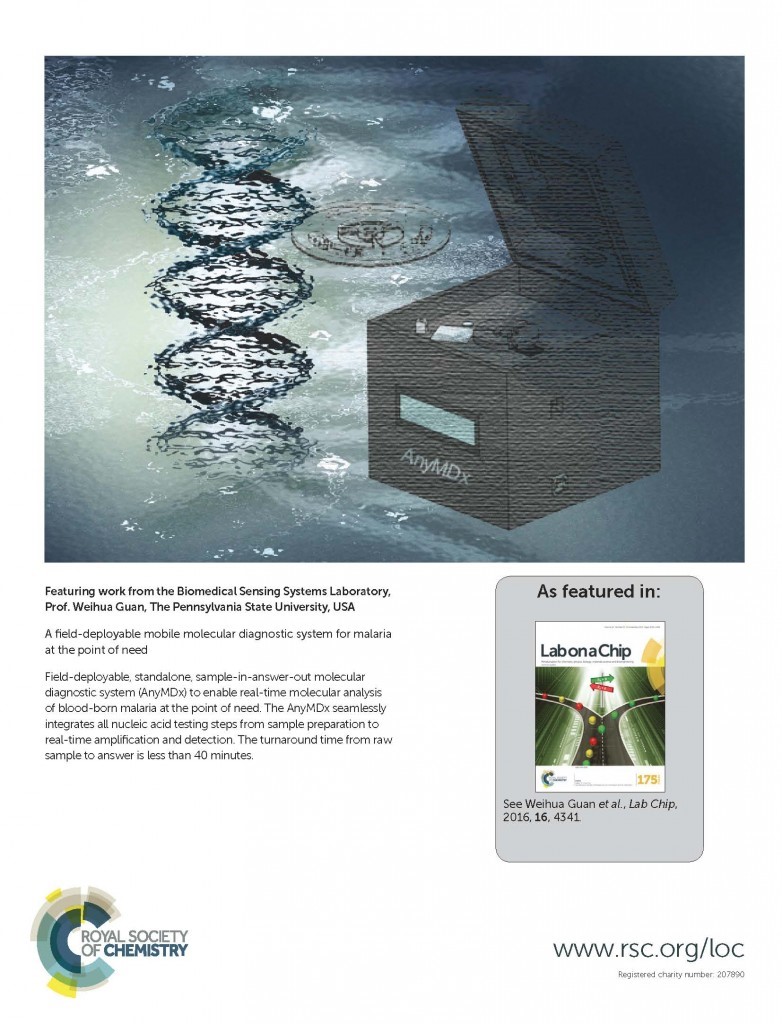 AnyMDx
Featuring work from the Biomedical Sensing Systems Laboratory,
Prof. Weihua Guan, The Pennsylvania State University, USA
A field-deployable mobile molecular diagnostic system for malaria
at the point of need
Field-deployable, standalone, sample-in-answer-out molecular
diagnostic system (AnyMDx) to enable real-time molecular analysis
of blood-born malaria at the point of need. The AnyMDx seamlessly
integrates all nucleic acid testing steps from sample preparation to
real-time amplification and detection. The turnaround time from raw
sample to answer is less than 40 minutes.
As featured in:
Lab on a Chip
175
See Weihua Guan et al., Lab Chip,
2016, 16, 4341.
ROYAL SOCIETY
OF CHEMISTRY
www.rsc.org/loc
Registered charity number: 207890